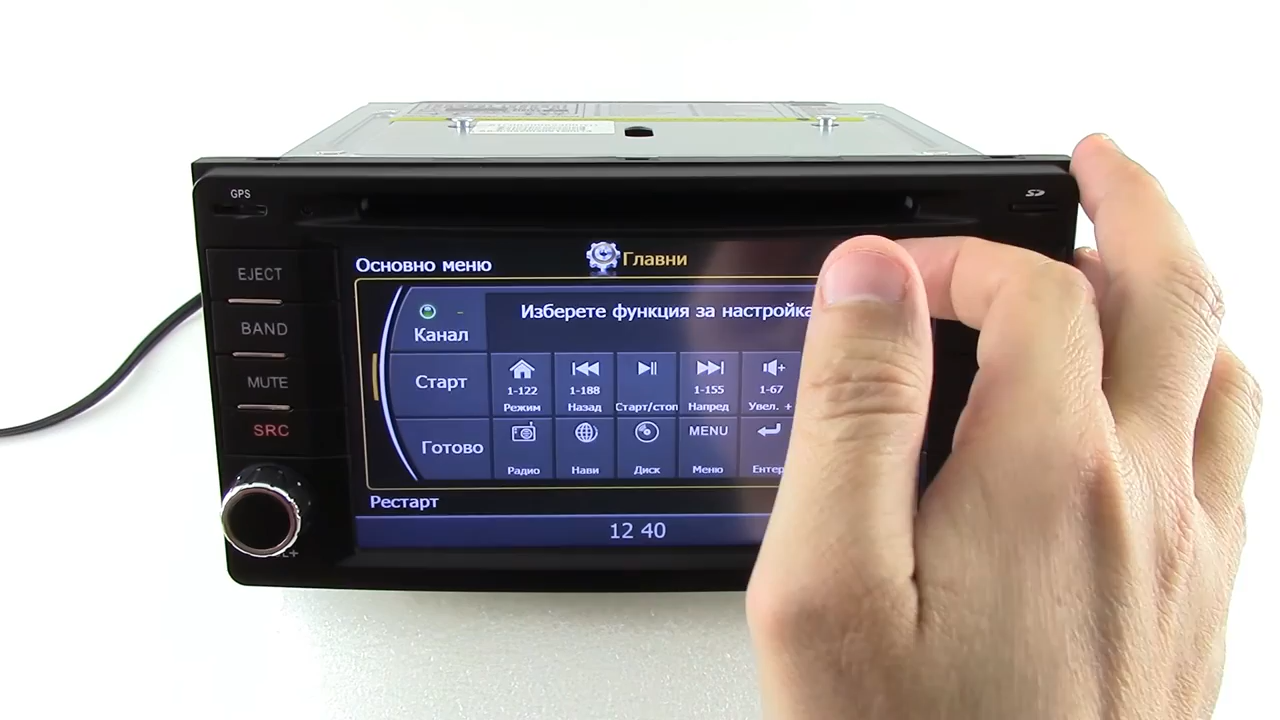 GPS
SD
EJECT
BAND
MUTE
SRC
Основно меню
Главни
Канал
Изберете функция за настройка
Старт
1-122
1-188
1-155
1-67
Режим
Назад
Старт/стоп
Напред
Увел. +
Готово
MENU
Радио
Нави
Диск
Меню
Ентер
Рестарт
12 40